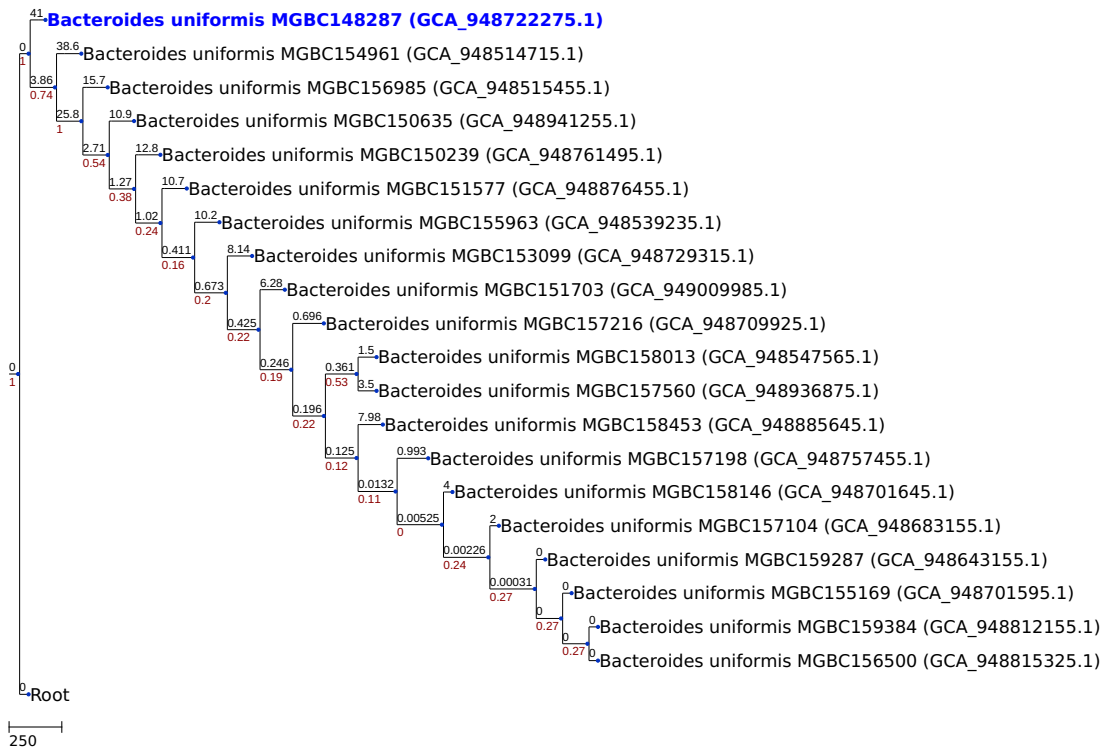 41
Bacteroides uniformis MGBC148287 (GCA_948722275.1)
0
1
38.6
Bacteroides uniformis MGBC154961 (GCA_948514715.1)
3.86
0.74
15.7
Bacteroides uniformis MGBC156985 (GCA_948515455.1)
25.8
1
10.9
Bacteroides uniformis MGBC150635 (GCA_948941255.1)
2.71
0.54
12.8
Bacteroides uniformis MGBC150239 (GCA_948761495.1)
1.27
0.38
10.7
Bacteroides uniformis MGBC151577 (GCA_948876455.1)
1.02
0.24
10.2
Bacteroides uniformis MGBC155963 (GCA_948539235.1)
0.411
0.16
8.14
Bacteroides uniformis MGBC153099 (GCA_948729315.1)
0.673
0.2
6.28
Bacteroides uniformis MGBC151703 (GCA_949009985.1)
0.425
0.22
0.696
Bacteroides uniformis MGBC157216 (GCA_948709925.1)
0.246
0.19
1.5
Bacteroides uniformis MGBC158013 (GCA_948547565.1)
0
1
0.361
0.53
3.5
Bacteroides uniformis MGBC157560 (GCA_948936875.1)
0.196
0.22
7.98
Bacteroides uniformis MGBC158453 (GCA_948885645.1)
0.125
0.12
0.993
Bacteroides uniformis MGBC157198 (GCA_948757455.1)
0.0132
0.11
4
Bacteroides uniformis MGBC158146 (GCA_948701645.1)
0.00525
0
2
Bacteroides uniformis MGBC157104 (GCA_948683155.1)
0.00226
0.24
0
Bacteroides uniformis MGBC159287 (GCA_948643155.1)
0.00031
0.27
0
Bacteroides uniformis MGBC155169 (GCA_948701595.1)
0
0.27
0
Bacteroides uniformis MGBC159384 (GCA_948812155.1)
0
0.27
0
Bacteroides uniformis MGBC156500 (GCA_948815325.1)
0
Root
250